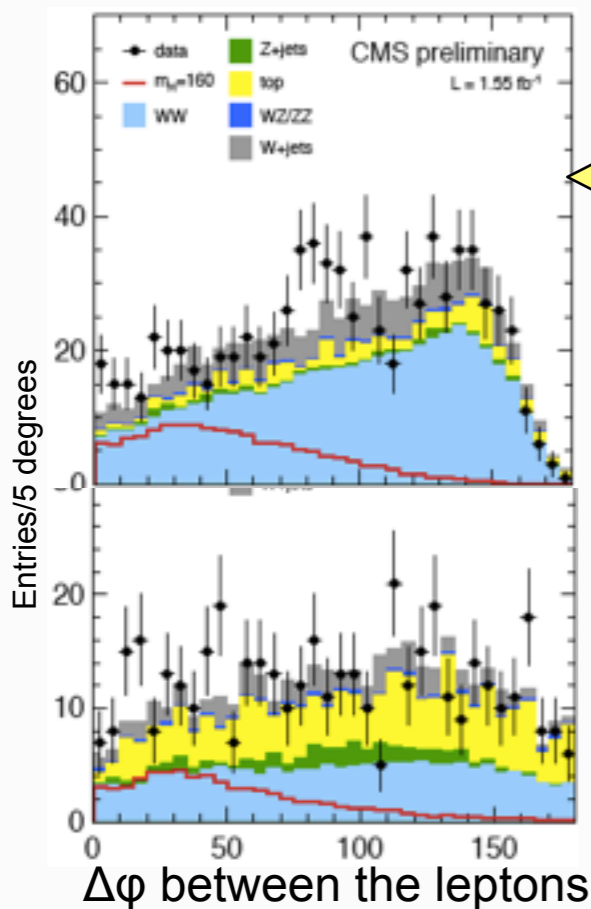 data
m_H=160
WW
Z+jets
top
WZ/ZZ
W+jets
CMS preliminary
L = 1.55 fb⁻¹
60
40
20
0
Entries/5 degrees
20
10
0
0 50 100 150
Δφ between the leptons